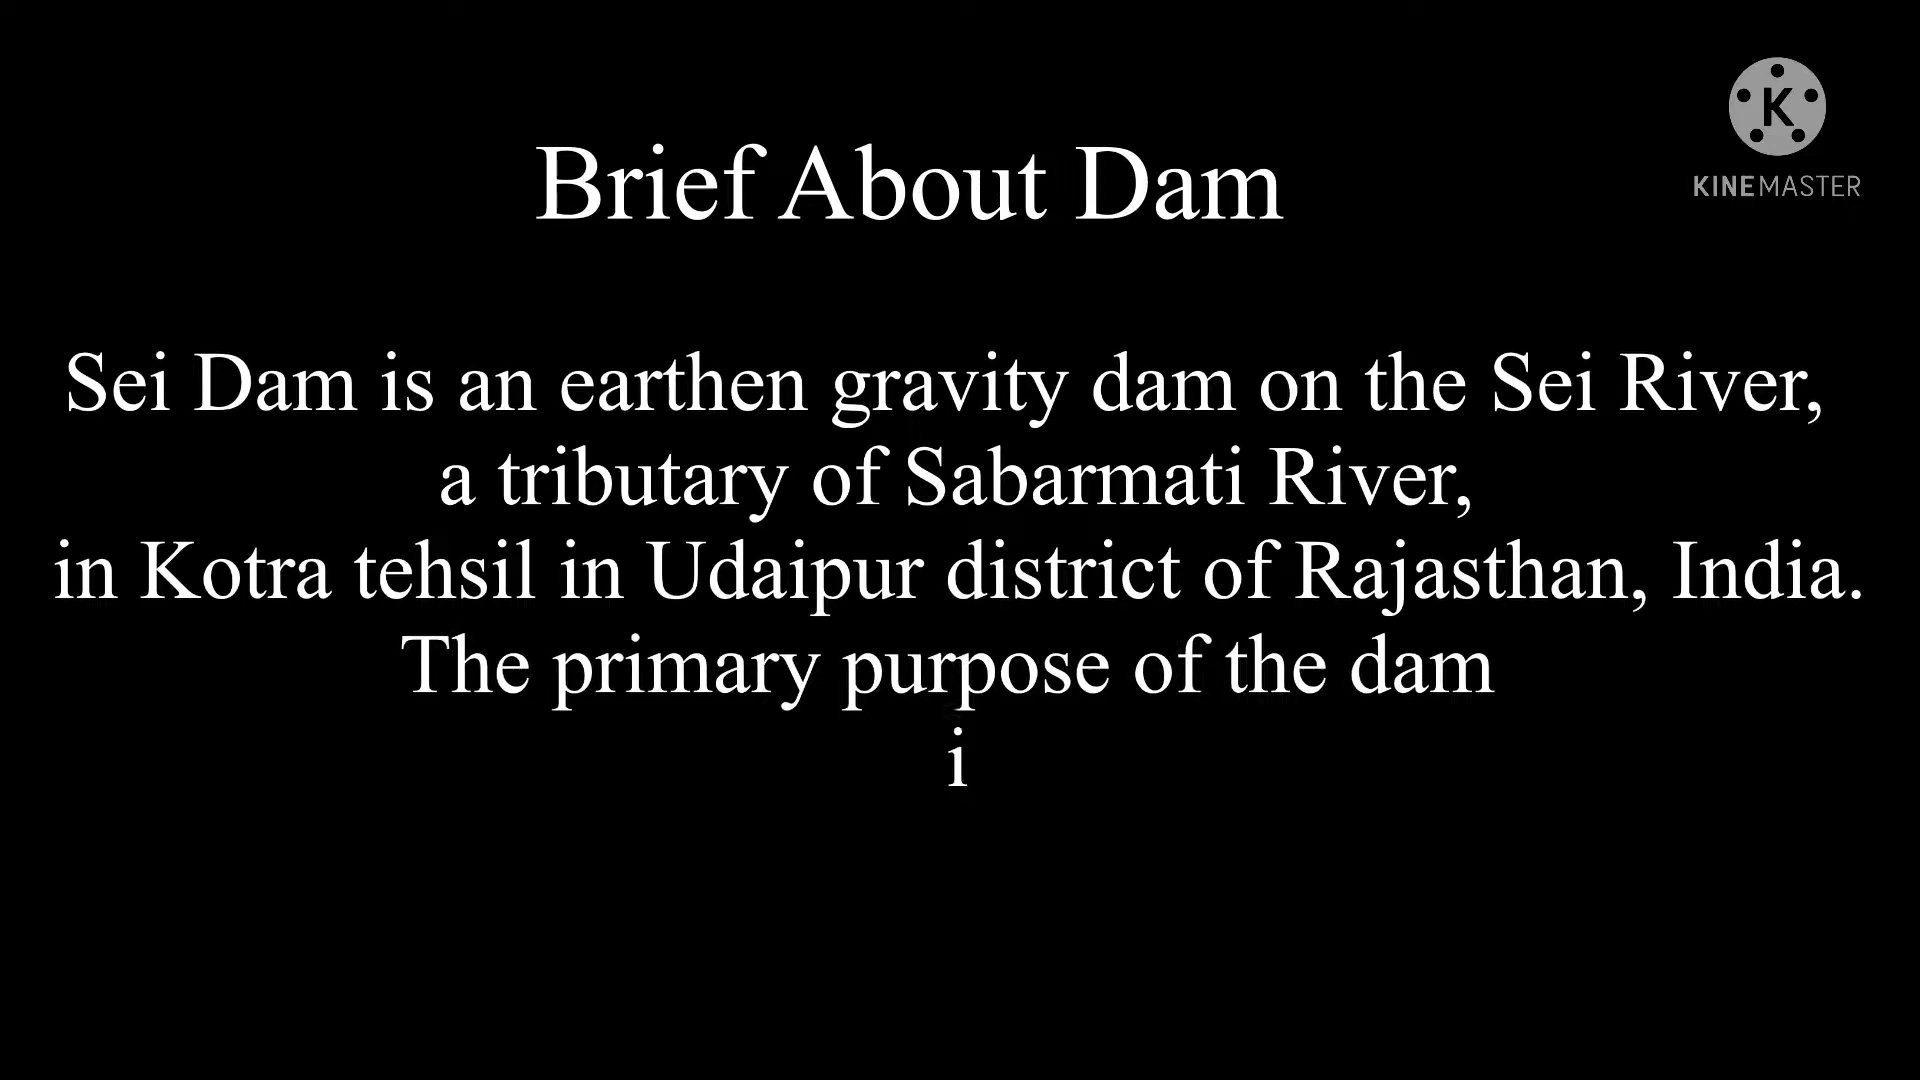 Brief About Dam
K
KINEMASTER
Sei Dam is an earthen gravity dam on the Sei River,
a tributary of Sabarmati River,
in Kotra tehsil in Udaipur district of Rajasthan, India.
The primary purpose of the dam
i